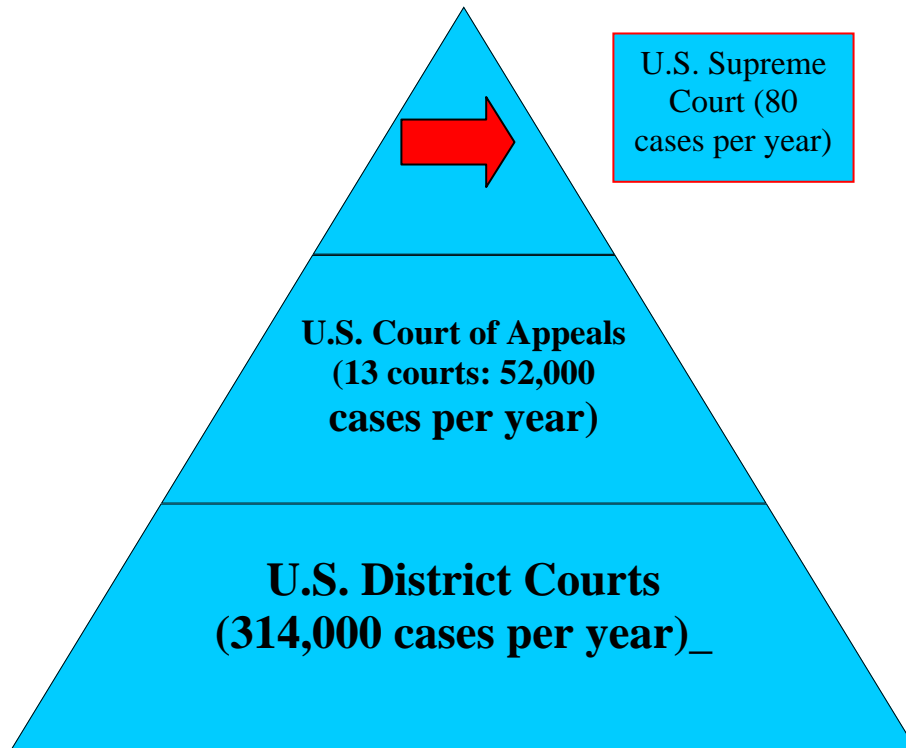 U.S. Supreme
Court (80
cases per year)
U.S. Court of Appeals
(13 courts: 52,000
cases per year)
U.S. District Courts
(314,000 cases per year)_